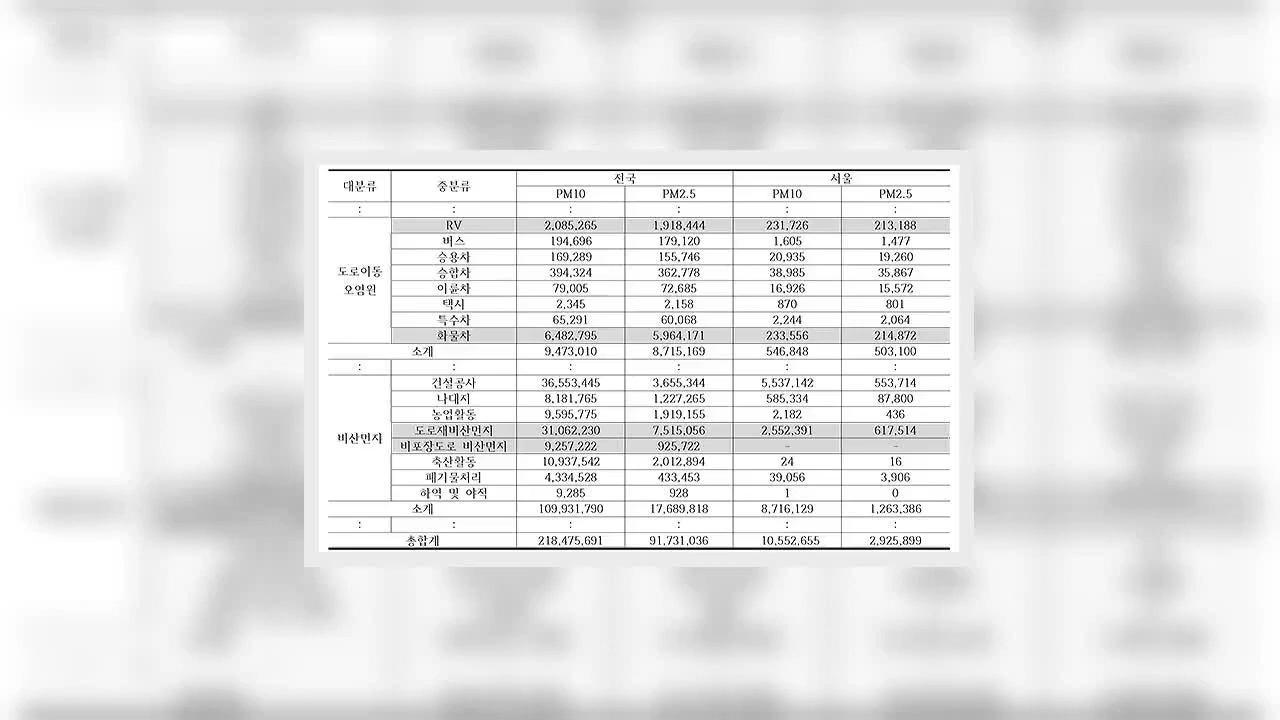 대분류 중분류 전국 서울
PM10 PM2.5 PM10 PM2.5
: : : : : :
도로이동 오염원
RV 2,085,265 1,918,444 231,726 213,188
버스 194,696 179,120 1,605 1,477
승용차 169,289 155,746 20,935 19,260
승합차 394,324 362,778 38,985 35,867
이륜차 79,005 72,685 16,926 15,572
택시 2,345 2,158 870 801
특수차 65,291 60,068 2,244 2,064
화물차 6,482,795 5,964,171 233,556 214,872
소계 9,473,010 8,715,169 546,848 503,100
: : : : : :
비산먼지
건설공사 36,553,445 3,655,344 5,537,142 553,714
나대지 8,181,765 1,227,265 585,334 87,800
농업활동 9,595,775 1,919,155 2,182 436
도로재비산먼지 31,062,230 7,515,056 2,552,391 617,514
비포장도로 비산먼지 9,257,222 925,722 - -
축산활동 10,937,542 2,012,894 24 16
폐기물처리 4,334,528 433,453 39,056 3,906
하역 및 야적 9,285 928 1 0
소계 109,931,790 17,689,818 8,716,129 1,263,386
: : : : : :
총합계 218,475,691 91,731,036 10,552,655 2,925,899